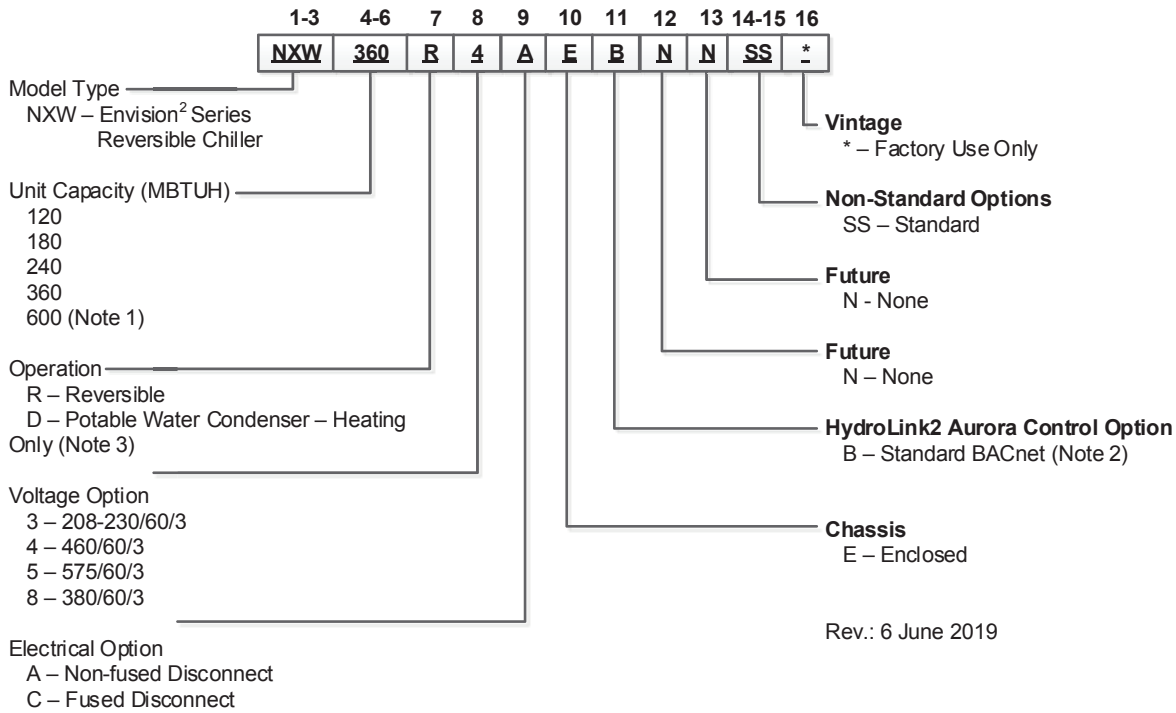 1-3 4-6 7 8 9 10 11 12 13 14-15 16
NXW 360 R 4 A E B N N SS *
Model Type
NXW – Envision² Series
Reversible Chiller
Unit Capacity (MBTUH)
120
180
240
360
600 (Note 1)
Operation
R – Reversible
D – Potable Water Condenser – Heating
Only (Note 3)
Voltage Option
3 – 208-230/60/3
4 – 460/60/3
5 – 575/60/3
8 – 380/60/3
Electrical Option
A – Non-fused Disconnect
C – Fused Disconnect
Vintage
* – Factory Use Only
Non-Standard Options
SS – Standard
Future
N - None
Future
N – None
HydroLink2 Aurora Control Option
B – Standard BACnet (Note 2)
Chassis
E – Enclosed
Rev.: 6 June 2019